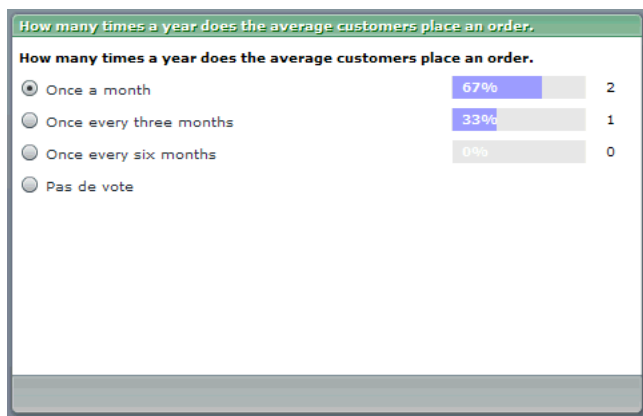 How many times a year does the average customers place an order.
How many times a year does the average customers place an order.
Once a month 67% 2
Once every three months 33% 1
Once every six months 0% 0
Pas de vote